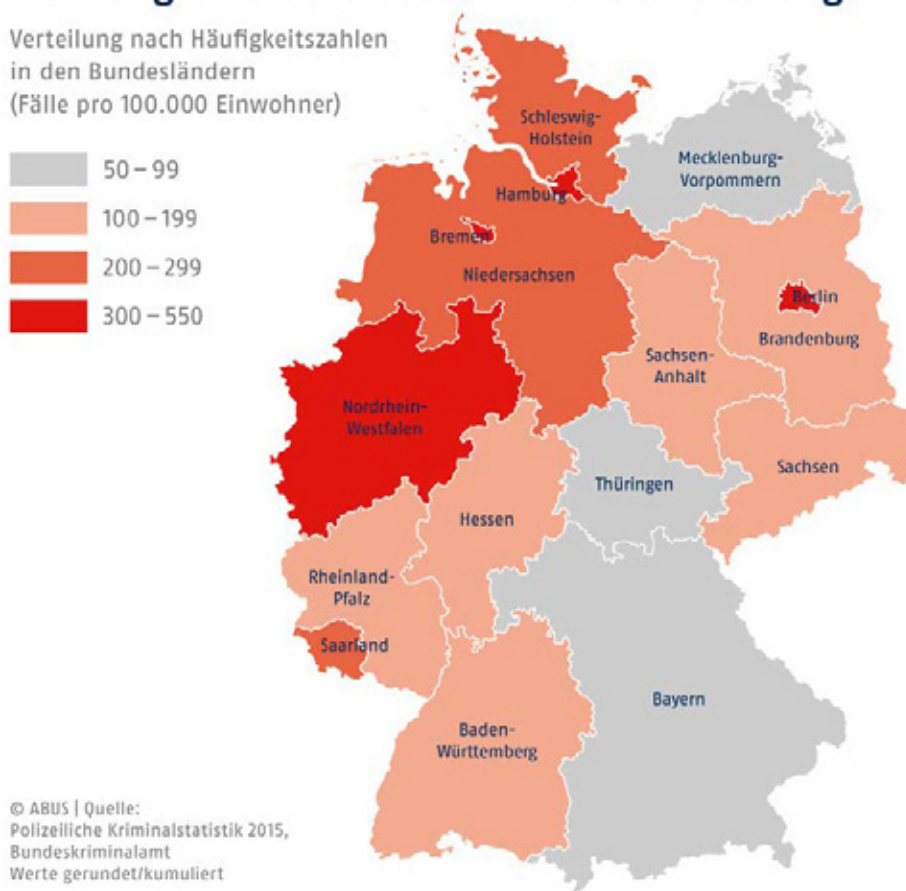 Verteilung nach Häufigkeitszahlen
in den Bundesländern
(Fälle pro 100.000 Einwohner)
50 – 99
100 – 199
200 – 299
300 – 550
Schleswig-
Holstein
Mecklenburg-
Vorpommern
Hamburg
Bremen
Niedersachsen
Berlin
Brandenburg
Sachsen-
Anhalt
Nordrhein-
Westfalen
Sachsen
Thüringen
Hessen
Rheinland-
Pfalz
Saarland
Bayern
Baden-
Württemberg
© ABUS | Quelle:
Polizeiliche Kriminalstatistik 2015,
Bundeskriminalamt
Werte gerundet/kumuliert